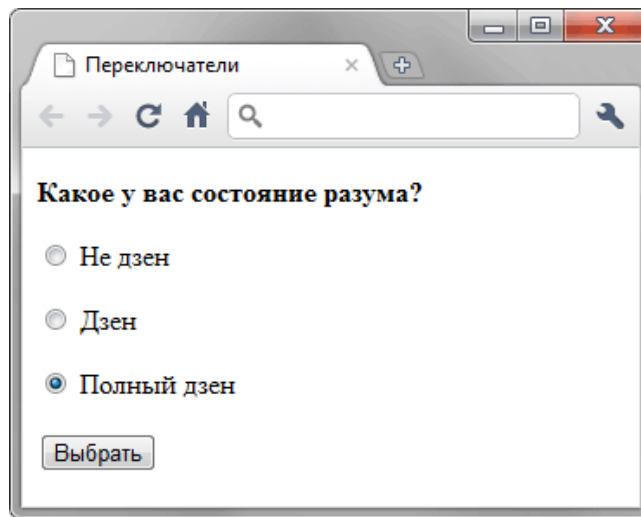 Переключатели
Какое у вас состояние разума?
Не дзен
Дзен
Полный дзен
Выбрать